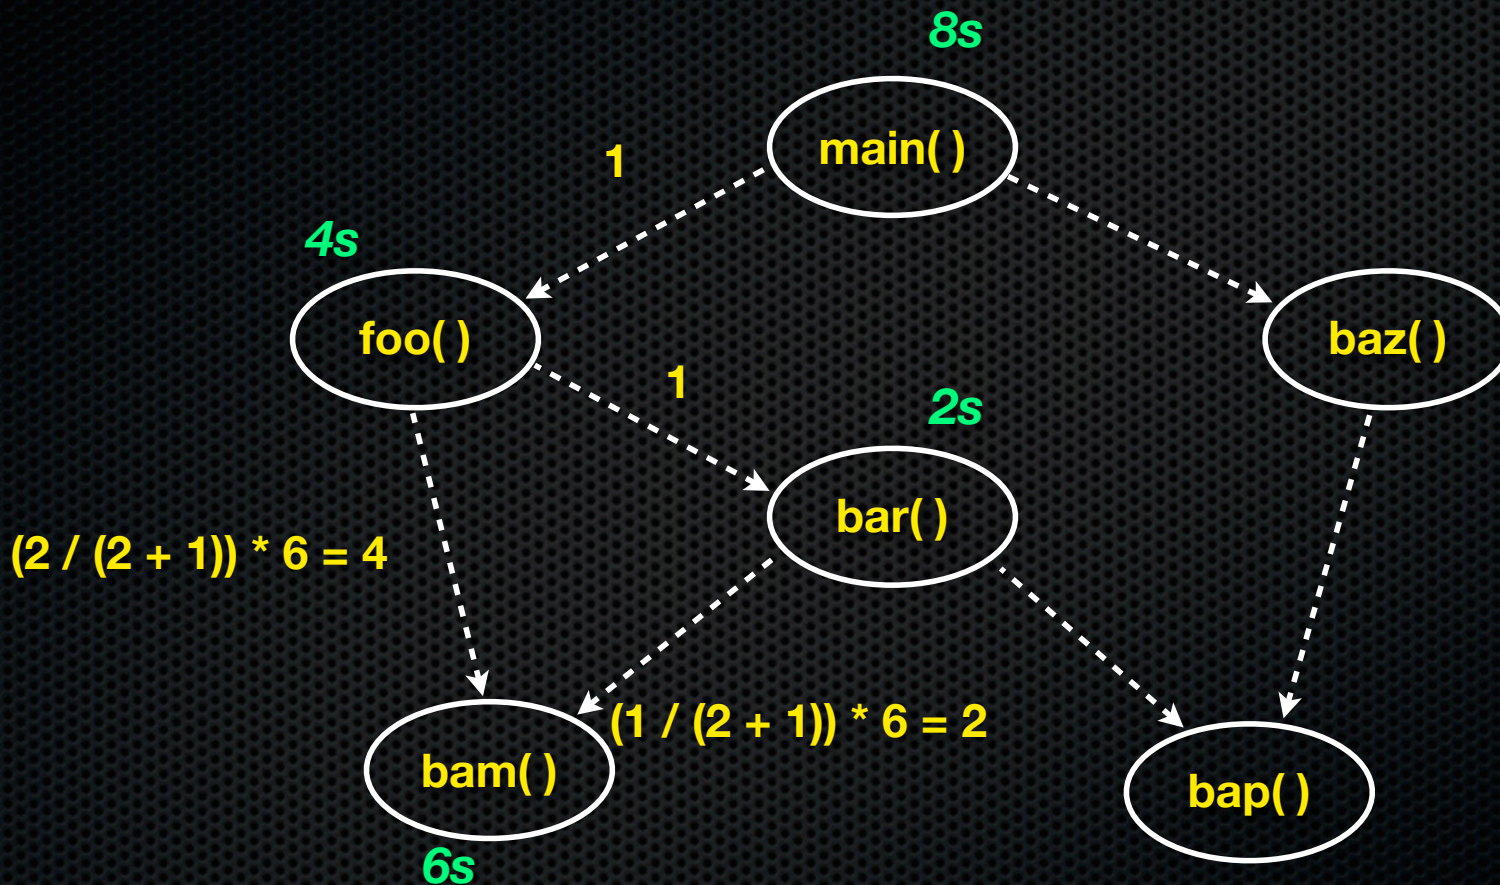 8s
main( )
1
4s
foo( )
baz( )
1
2s
bar( )
(2 / (2 + 1)) * 6 = 4
(1 / (2 + 1)) * 6 = 2
bam( )
bap( )
6s